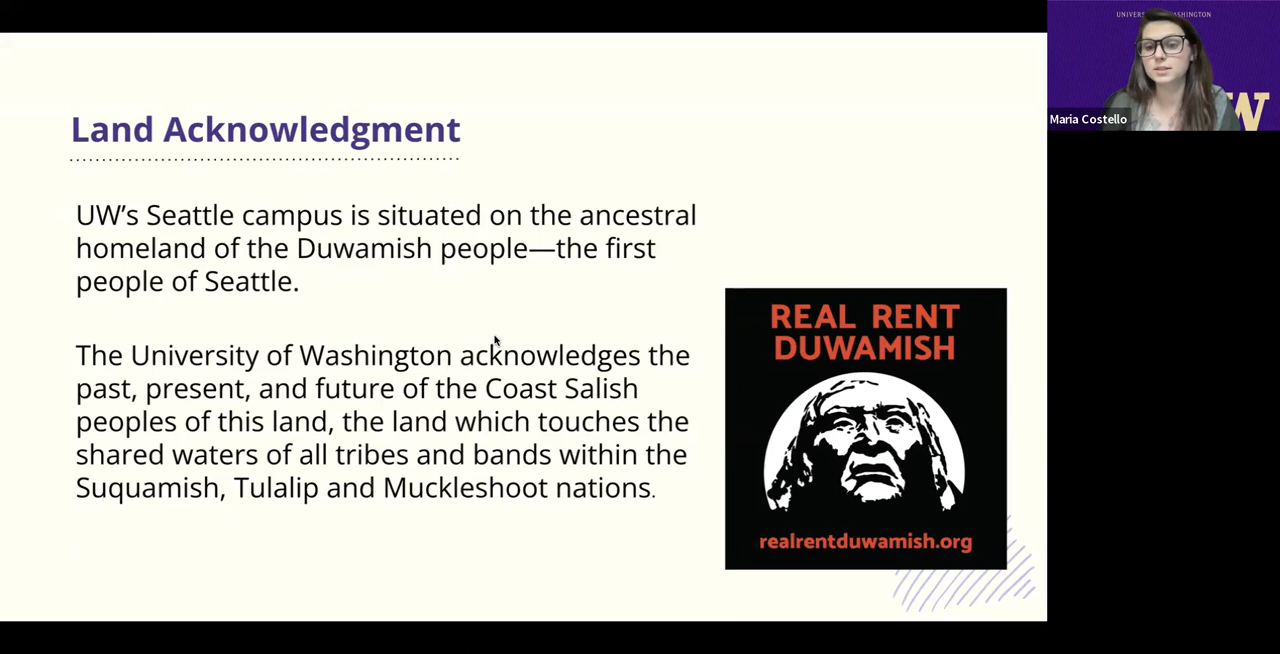 UNIVERSITY of WASHINGTON
W
Maria Costello
Land Acknowledgment
UW’s Seattle campus is situated on the ancestral
homeland of the Duwamish people—the first
people of Seattle.
The University of Washington acknowledges the
past, present, and future of the Coast Salish
peoples of this land, the land which touches the
shared waters of all tribes and bands within the
Suquamish, Tulalip and Muckleshoot nations.
REAL RENT
DUWAMISH
realrentduwamish.org